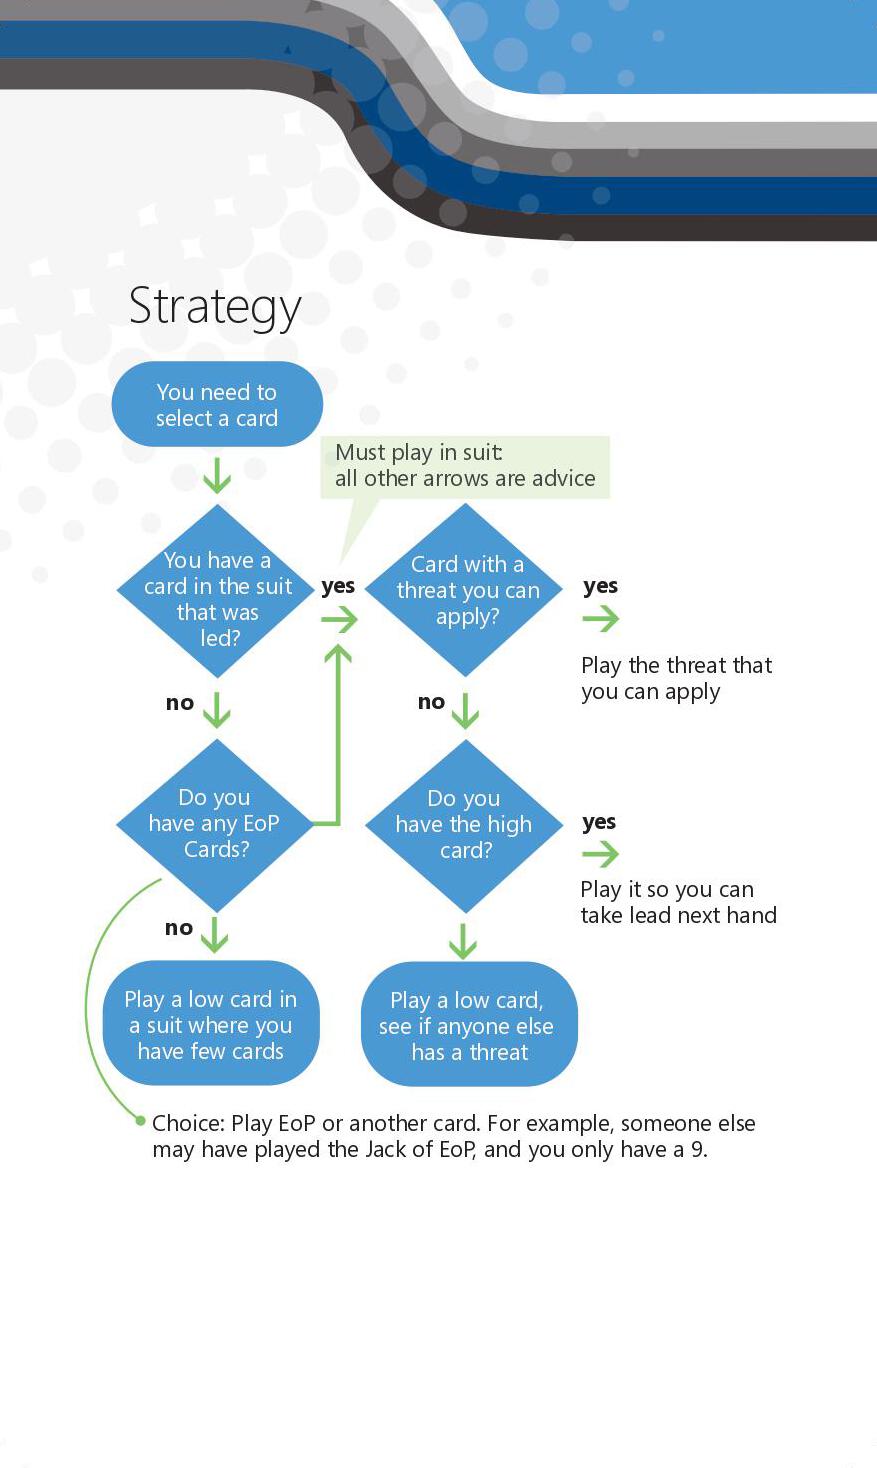 Strategy
You need to
select a card
Must play in suit:
all other arrows are advice
You have a
card in the suit
that was
led?
yes
Card with a
threat you can
apply?
yes
Play the threat that
you can apply
no
no
Do you
have any EoP
Cards?
Do you
have the high
card?
yes
Play it so you can
take lead next hand
no
Play a low card in
a suit where you
have few cards
Play a low card,
see if anyone else
has a threat
Choice: Play EoP or another card. For example, someone else
may have played the Jack of EoP, and you only have a 9.